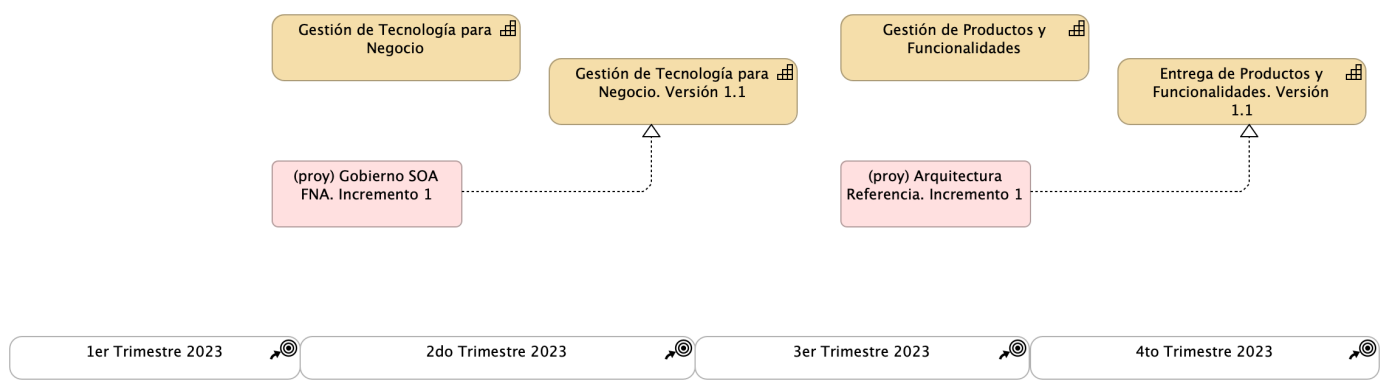 Gestión de Tecnología para
Negocio
Gestión de Tecnología para
Negocio. Versión 1.1
(proy) Gobierno SOA
FNA. Incremento 1
Gestión de Productos y
Funcionalidades
Entrega de Productos y
Funcionalidades. Versión
1.1
(proy) Arquitectura
Referencia. Incremento 1
1er Trimestre 2023
2do Trimestre 2023
3er Trimestre 2023
4to Trimestre 2023